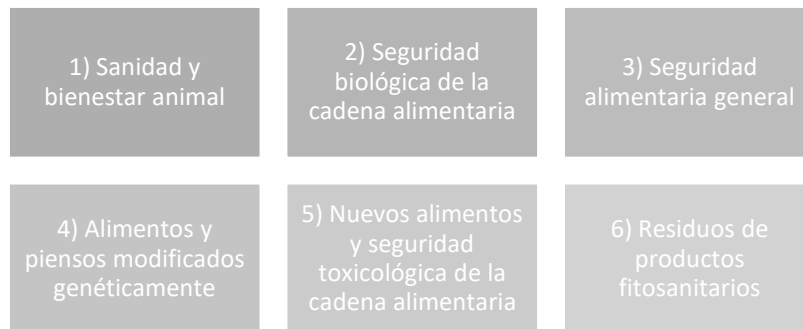 1) Sanidad y
bienestar animal
2) Seguridad
biológica de la
cadena alimentaria
3) Seguridad
alimentaria general
4) Alimentos y
piensos modificados
genéticamente
5) Nuevos alimentos
y seguridad
toxicológica de la
cadena alimentaria
6) Residuos de
productos
fitosanitarios